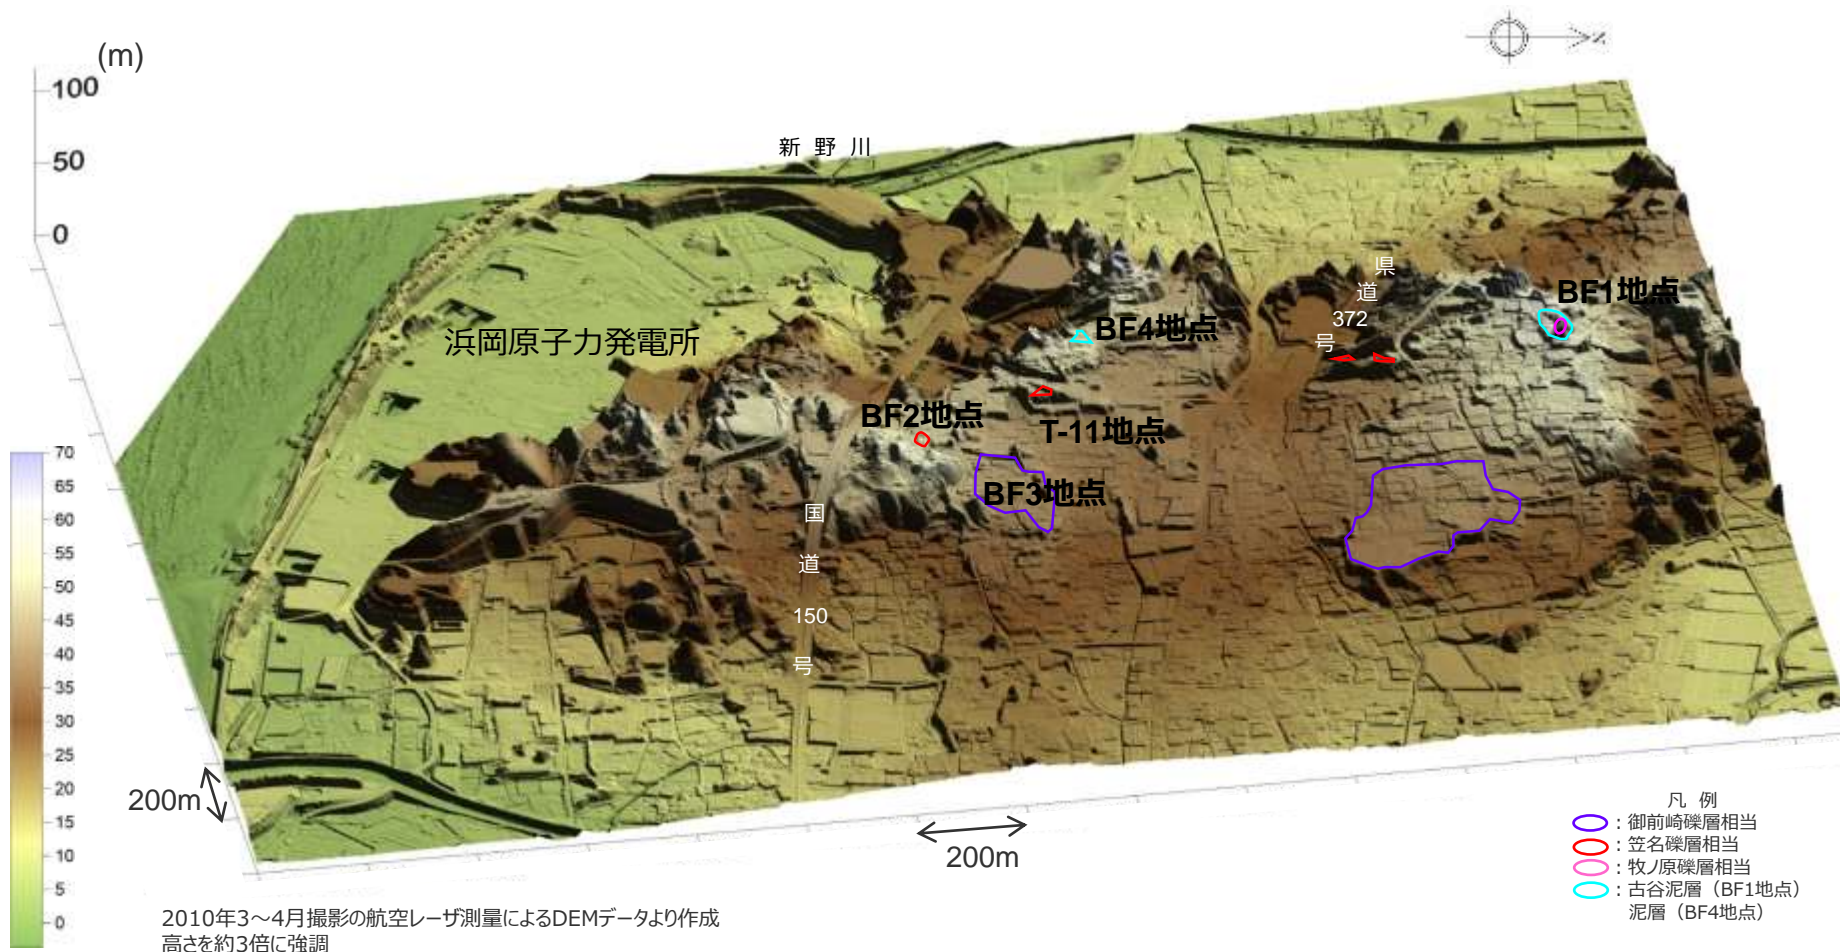 (m)
100
50
0
新野川
浜岡原子力発電所
県道372号
BF1地点
BF4地点
BF2地点
T-11地点
BF3地点
国道150号
70
65
60
55
50
45
40
35
30
25
20
15
10
5
0
200m
200m
凡 例
：御前崎礫層相当
：笠名礫層相当
：牧ノ原礫層相当
：古谷泥層（BF1地点）
泥層（BF4地点）
2010年3～4月撮影の航空レーザ測量によるDEMデータより作成
高さを約3倍に強調